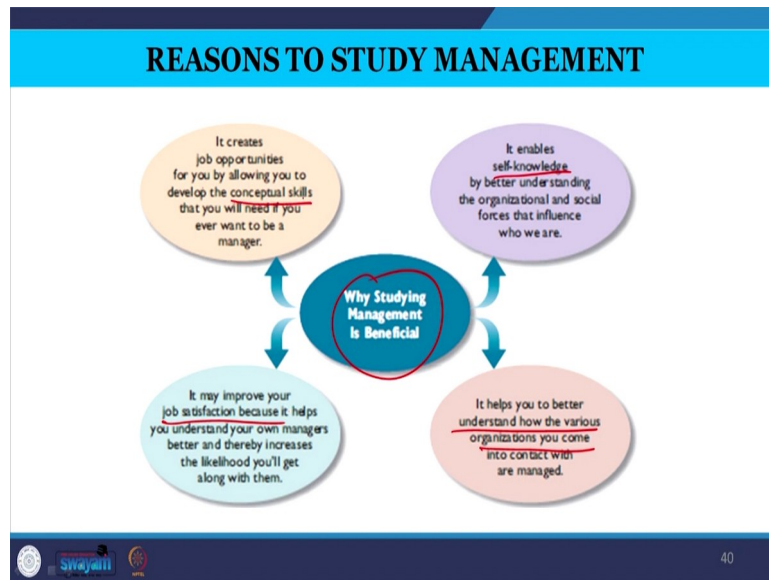 REASONS TO STUDY MANAGEMENT
It creates
job opportunities
for you by allowing you to
develop the conceptual skills
that you will need if you
ever want to be a
manager.
It enables
self-knowledge
by better understanding
the organizational and social
forces that influence
who we are.
Why Studying
Management
Is Beneficial
It may improve your
job satisfaction because it helps
you understand your own managers
better and thereby increases
the likelihood you'll get
along with them.
It helps you to better
understand how the various
organizations you come
into contact with
are managed.
swayam
40